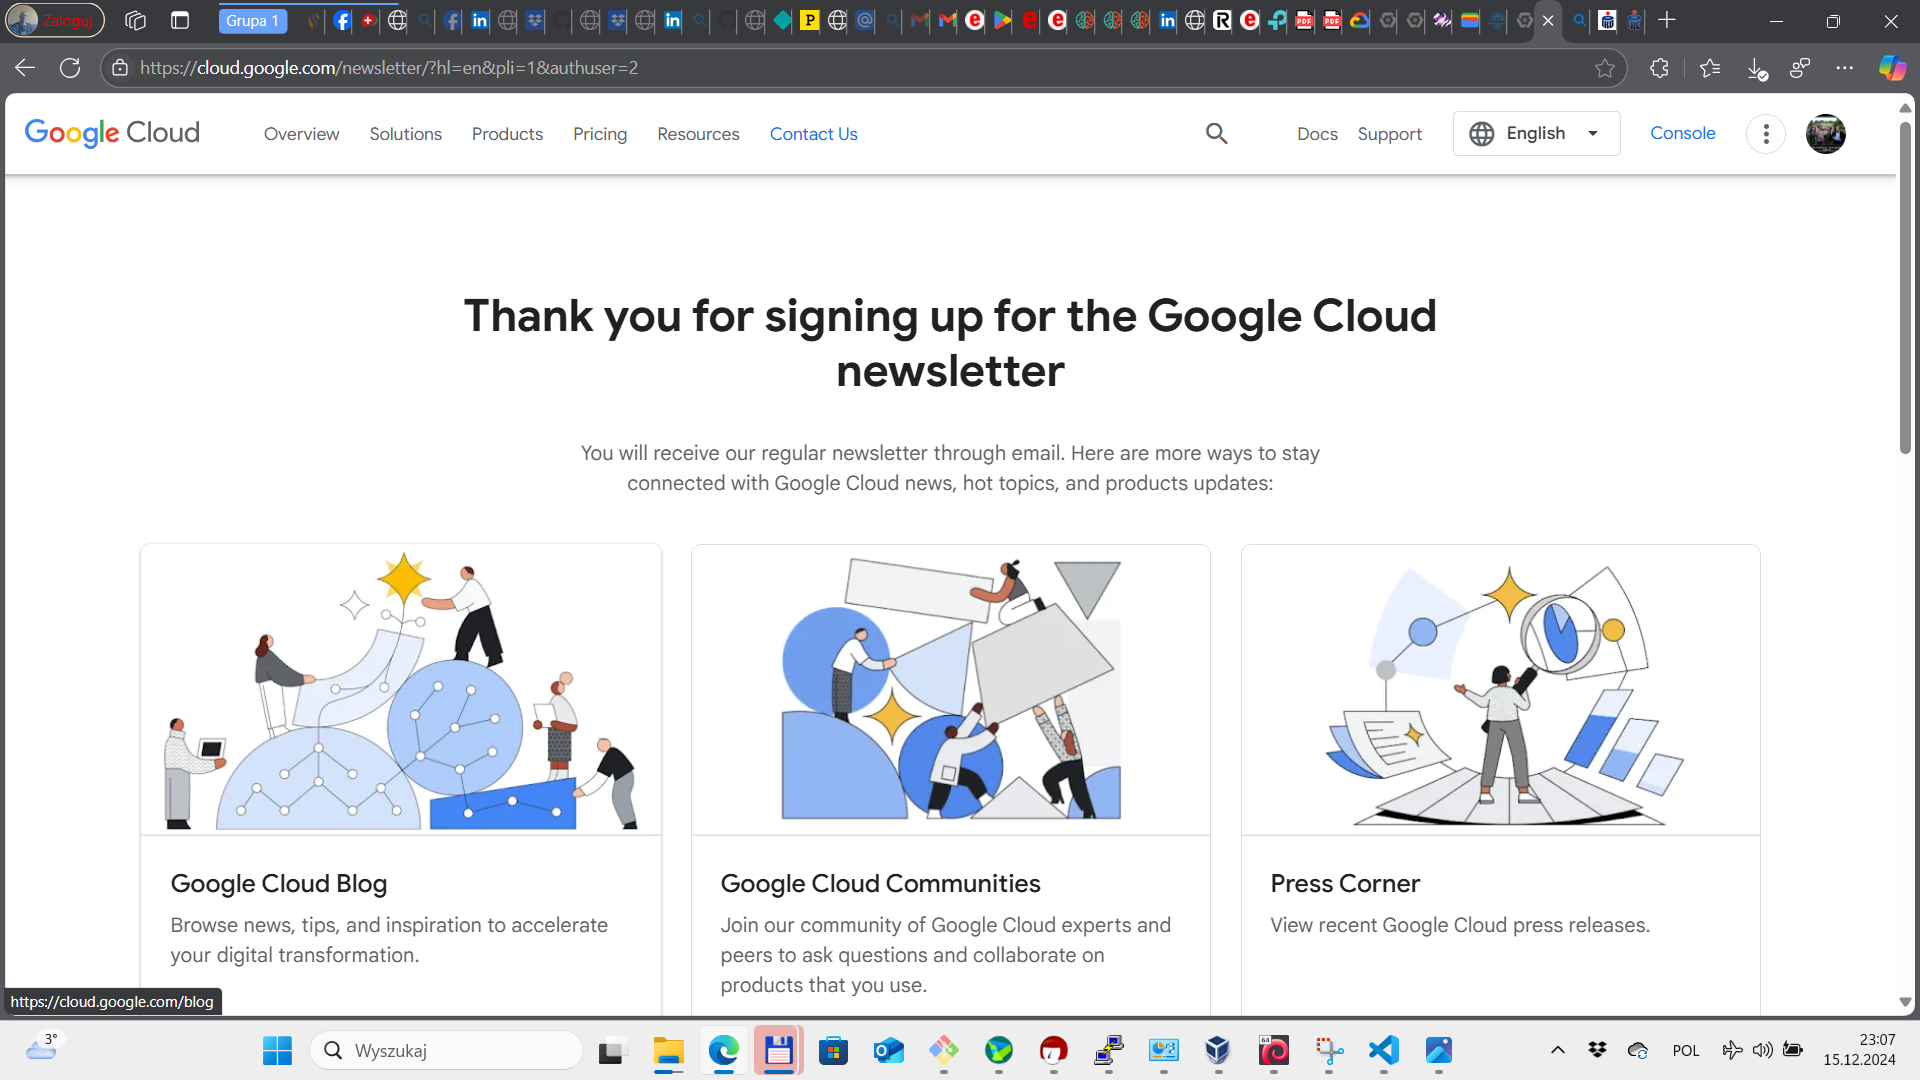 Zaloguj
Grupa 1
https://cloud.google.com/newsletter/?hl=en&pli=1&authuser=2
Google Cloud
Overview
Solutions
Products
Pricing
Resources
Contact Us
Docs
Support
English
Console
Thank you for signing up for the Google Cloud
newsletter
You will receive our regular newsletter through email. Here are more ways to stay
connected with Google Cloud news, hot topics, and products updates:
Google Cloud Blog
Browse news, tips, and inspiration to accelerate
your digital transformation.
Google Cloud Communities
Join our community of Google Cloud experts and
peers to ask questions and collaborate on
products that you use.
Press Corner
View recent Google Cloud press releases.
https://cloud.google.com/blog
3°
Wyszukaj
64
POL
23:07
15.12.2024